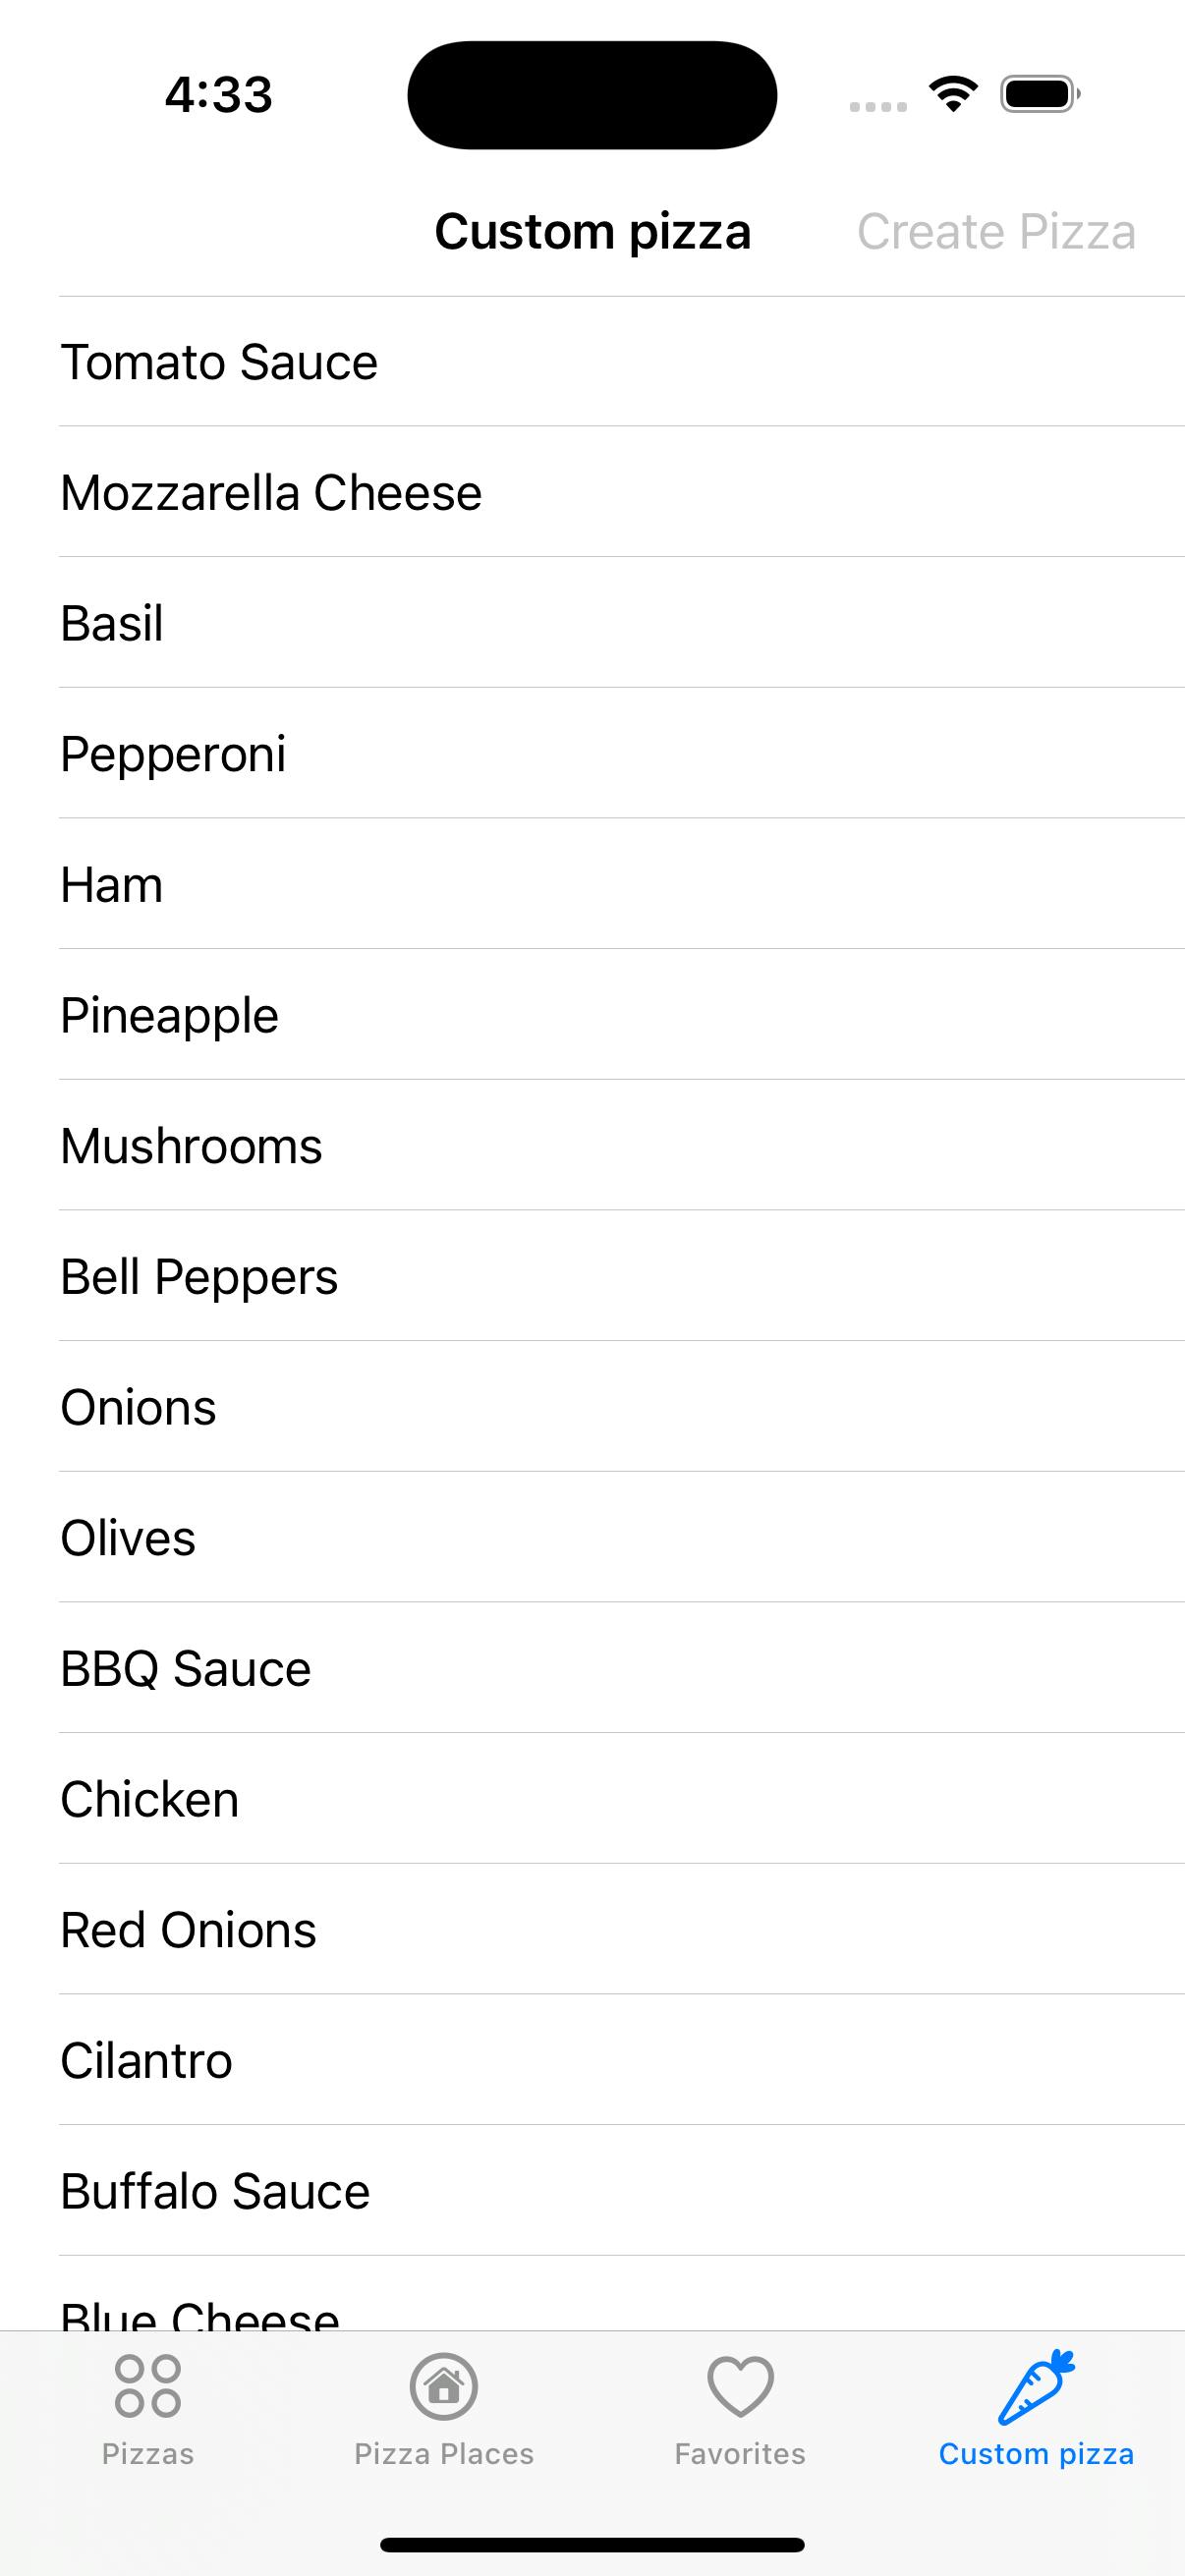 4:33
Custom pizza
Create Pizza
Tomato Sauce
Mozzarella Cheese
Basil
Pepperoni
Ham
Pineapple
Mushrooms
Bell Peppers
Onions
Olives
BBQ Sauce
Chicken
Red Onions
Cilantro
Buffalo Sauce
Blue Cheese
Pizzas
Pizza Places
Favorites
Custom pizza